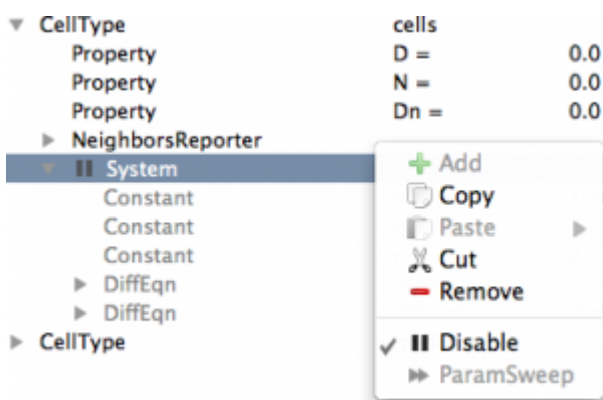 CellType cells
Property D = 0.0
Property N = 0.0
Property Dn = 0.0
NeighborsReporter
System
Add
Constant
Copy
Constant
Paste
Constant
Cut
DiffEqn
Remove
DiffEqn
CellType
Disable
ParamSweep